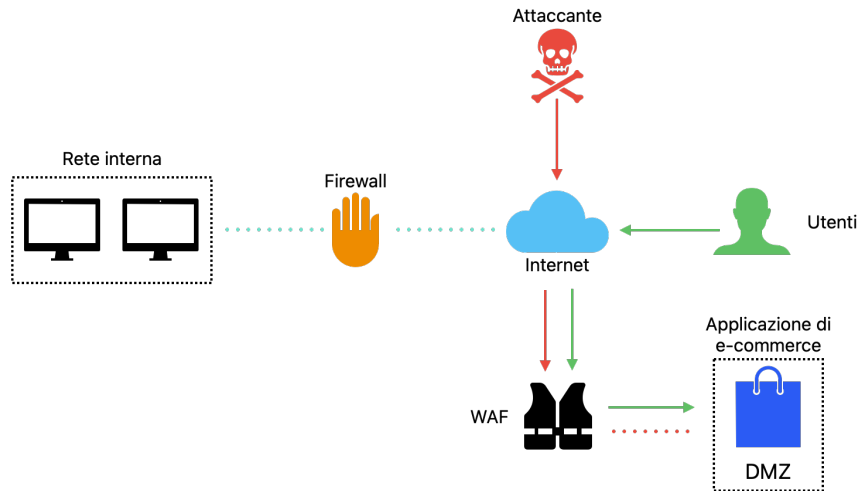 Attaccante
Rete interna
Firewall
Utenti
Internet
Applicazione di
e-commerce
WAF
DMZ